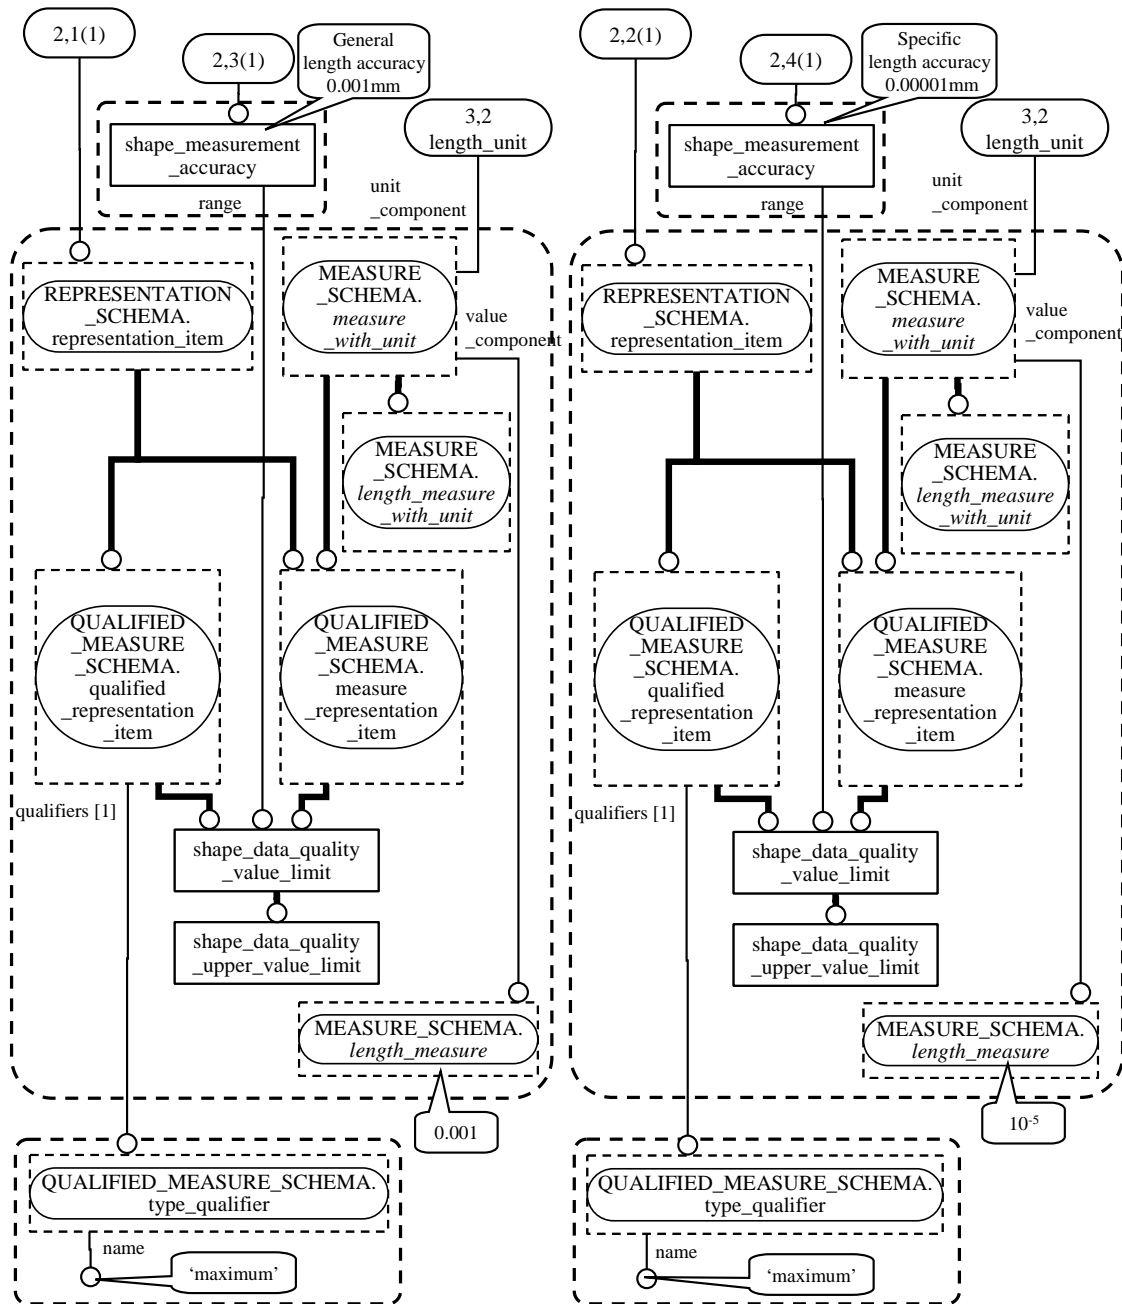 2,1(1)
2,3(1)
General
length accuracy
0.001mm
3,2
length_unit
shape_measurement
_accuracy
range
unit
_component
REPRESENTATION
_SCHEMA.
representation_item
MEASURE
_SCHEMA.
measure
_with_unit
value
_component
MEASURE
_SCHEMA.
length_measure
_with_unit
QUALIFIED
_MEASURE
_SCHEMA.
qualified
_representation
_item
QUALIFIED
_MEASURE
_SCHEMA.
measure
_representation
_item
qualifiers [1]
shape_data_quality
_value_limit
shape_data_quality
_upper_value_limit
MEASURE_SCHEMA.
length_measure
0.001
QUALIFIED_MEASURE_SCHEMA.
type_qualifier
name
‘maximum’
2,2(1)
2,4(1)
Specific
length accuracy
0.00001mm
3,2
length_unit
shape_measurement
_accuracy
range
unit
_component
REPRESENTATION
_SCHEMA.
representation_item
MEASURE
_SCHEMA.
measure
_with_unit
value
_component
MEASURE
_SCHEMA.
length_measure
_with_unit
QUALIFIED
_MEASURE
_SCHEMA.
qualified
_representation
_item
QUALIFIED
_MEASURE
_SCHEMA.
measure
_representation
_item
qualifiers [1]
shape_data_quality
_value_limit
shape_data_quality
_upper_value_limit
MEASURE_SCHEMA.
length_measure
10⁻⁵
QUALIFIED_MEASURE_SCHEMA.
type_qualifier
name
‘maximum’